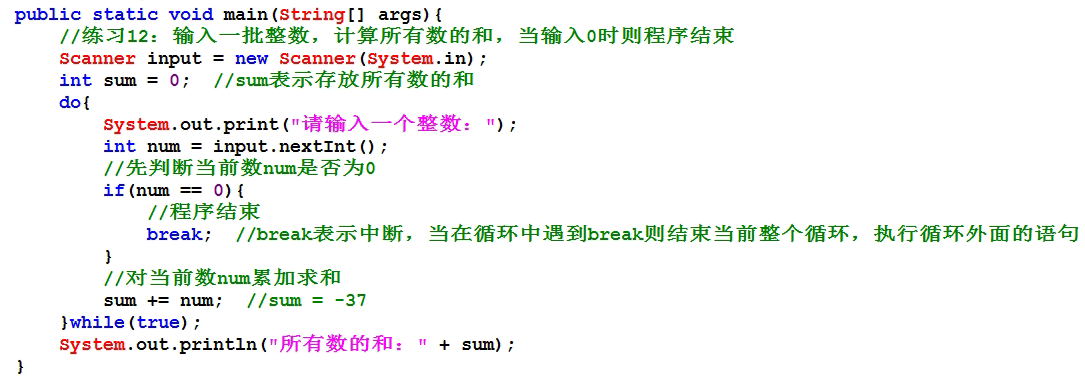 public static void main(String[] args){
//练习12：输入一批整数，计算所有数的和，当输入0时则程序结束
Scanner input = new Scanner(System.in);
int sum = 0;  //sum表示存放所有数的和
do{
System.out.print("请输入一个整数：");
int num = input.nextInt();
//先判断当前数num是否为0
if(num == 0){
//程序结束
break;  //break表示中断，当在循环中遇到break则结束当前整个循环，执行循环外面的语句
}
//对当前数num累加求和
sum += num;  //sum = -37
}while(true);
System.out.println("所有数的和：" + sum);
}